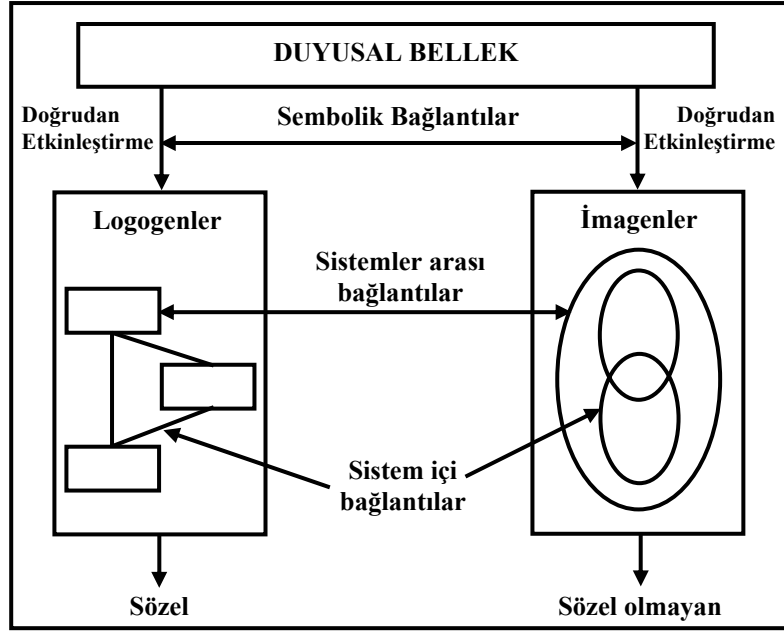 DUYUSAL BELLEK
Doğrudan
Etkinleştirme
Sembolik Bağlantılar
Doğrudan
Etkinleştirme
Logogenler
İmagenler
Sistemler arası
bağlantılar
Sistem içi
bağlantılar
Sözel
Sözel olmayan